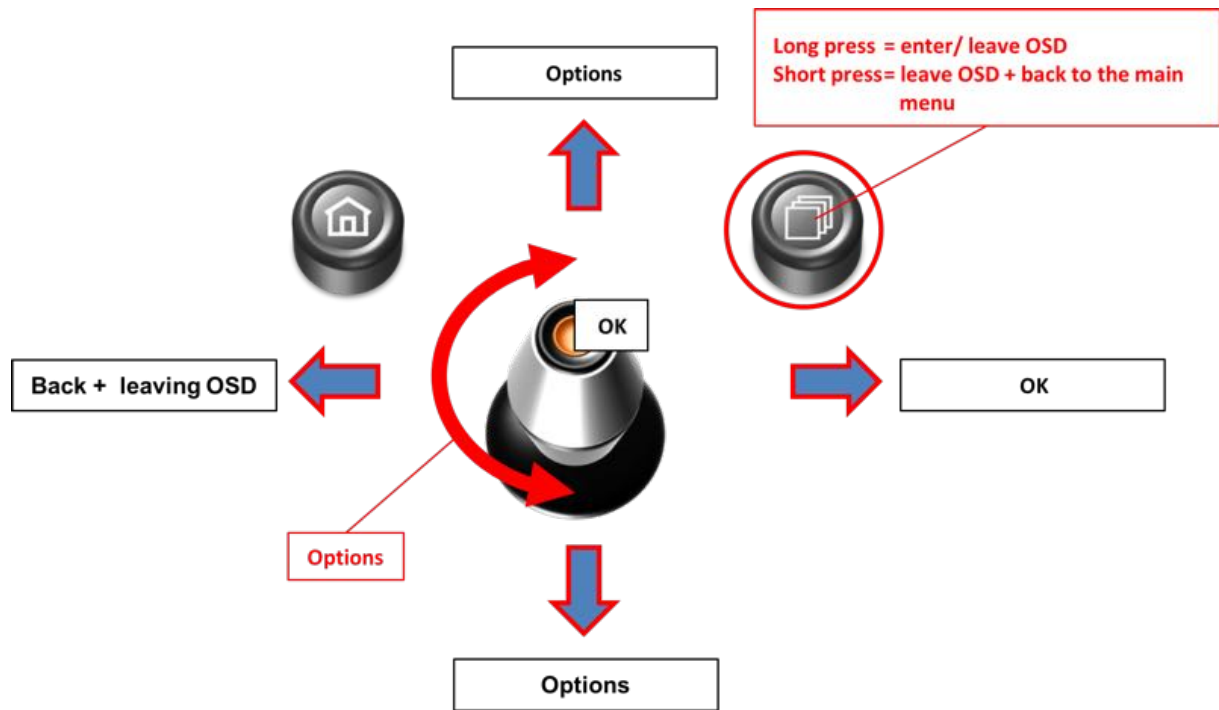 Options
Long press = enter/ leave OSD
Short press= leave OSD + back to the main
menu
OK
Back + leaving OSD
OK
Options
Options